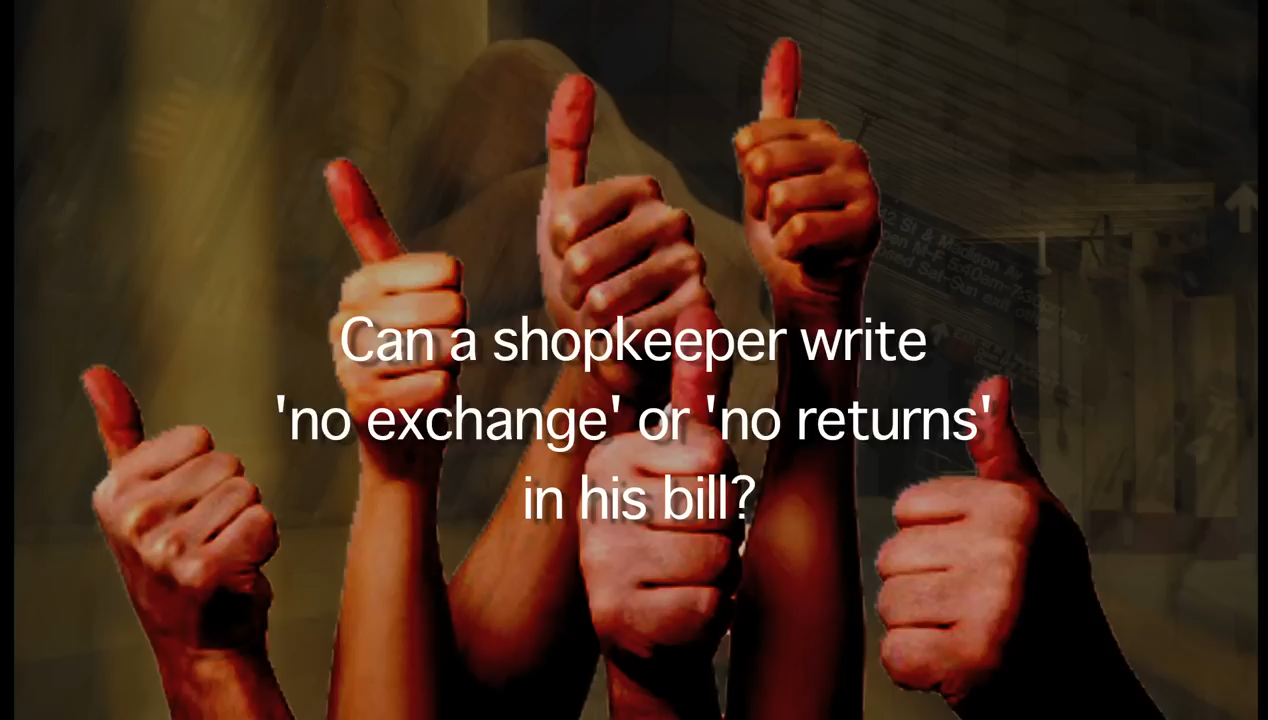 Can a shopkeeper write
'no exchange' or 'no returns'
in his bill?